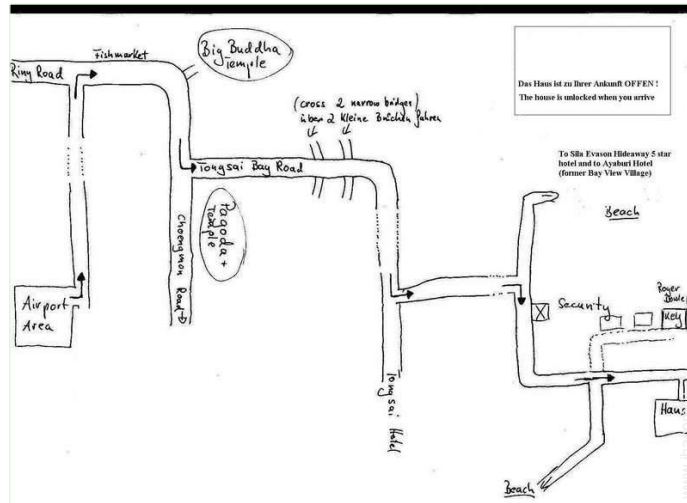 Fishmarket
Ring Road
Big Buddha
Temple
Das Haus ist zu Ihrer Ankunft OFFEN !
The house is unlocked when you arrive
(cross 2 narrow bridges)
über 2 kleine Brücken fahren
Tongsai Bay Road
To Sila Evason Hideaway 5 star
hotel and to Ayaburi Hotel
(former Bay View Village)
Beach
Pagoda +
Temple
Choengmon Road
Airport
Area
Security
Roger
Key
Tongsai Hotel
Haus
Beach